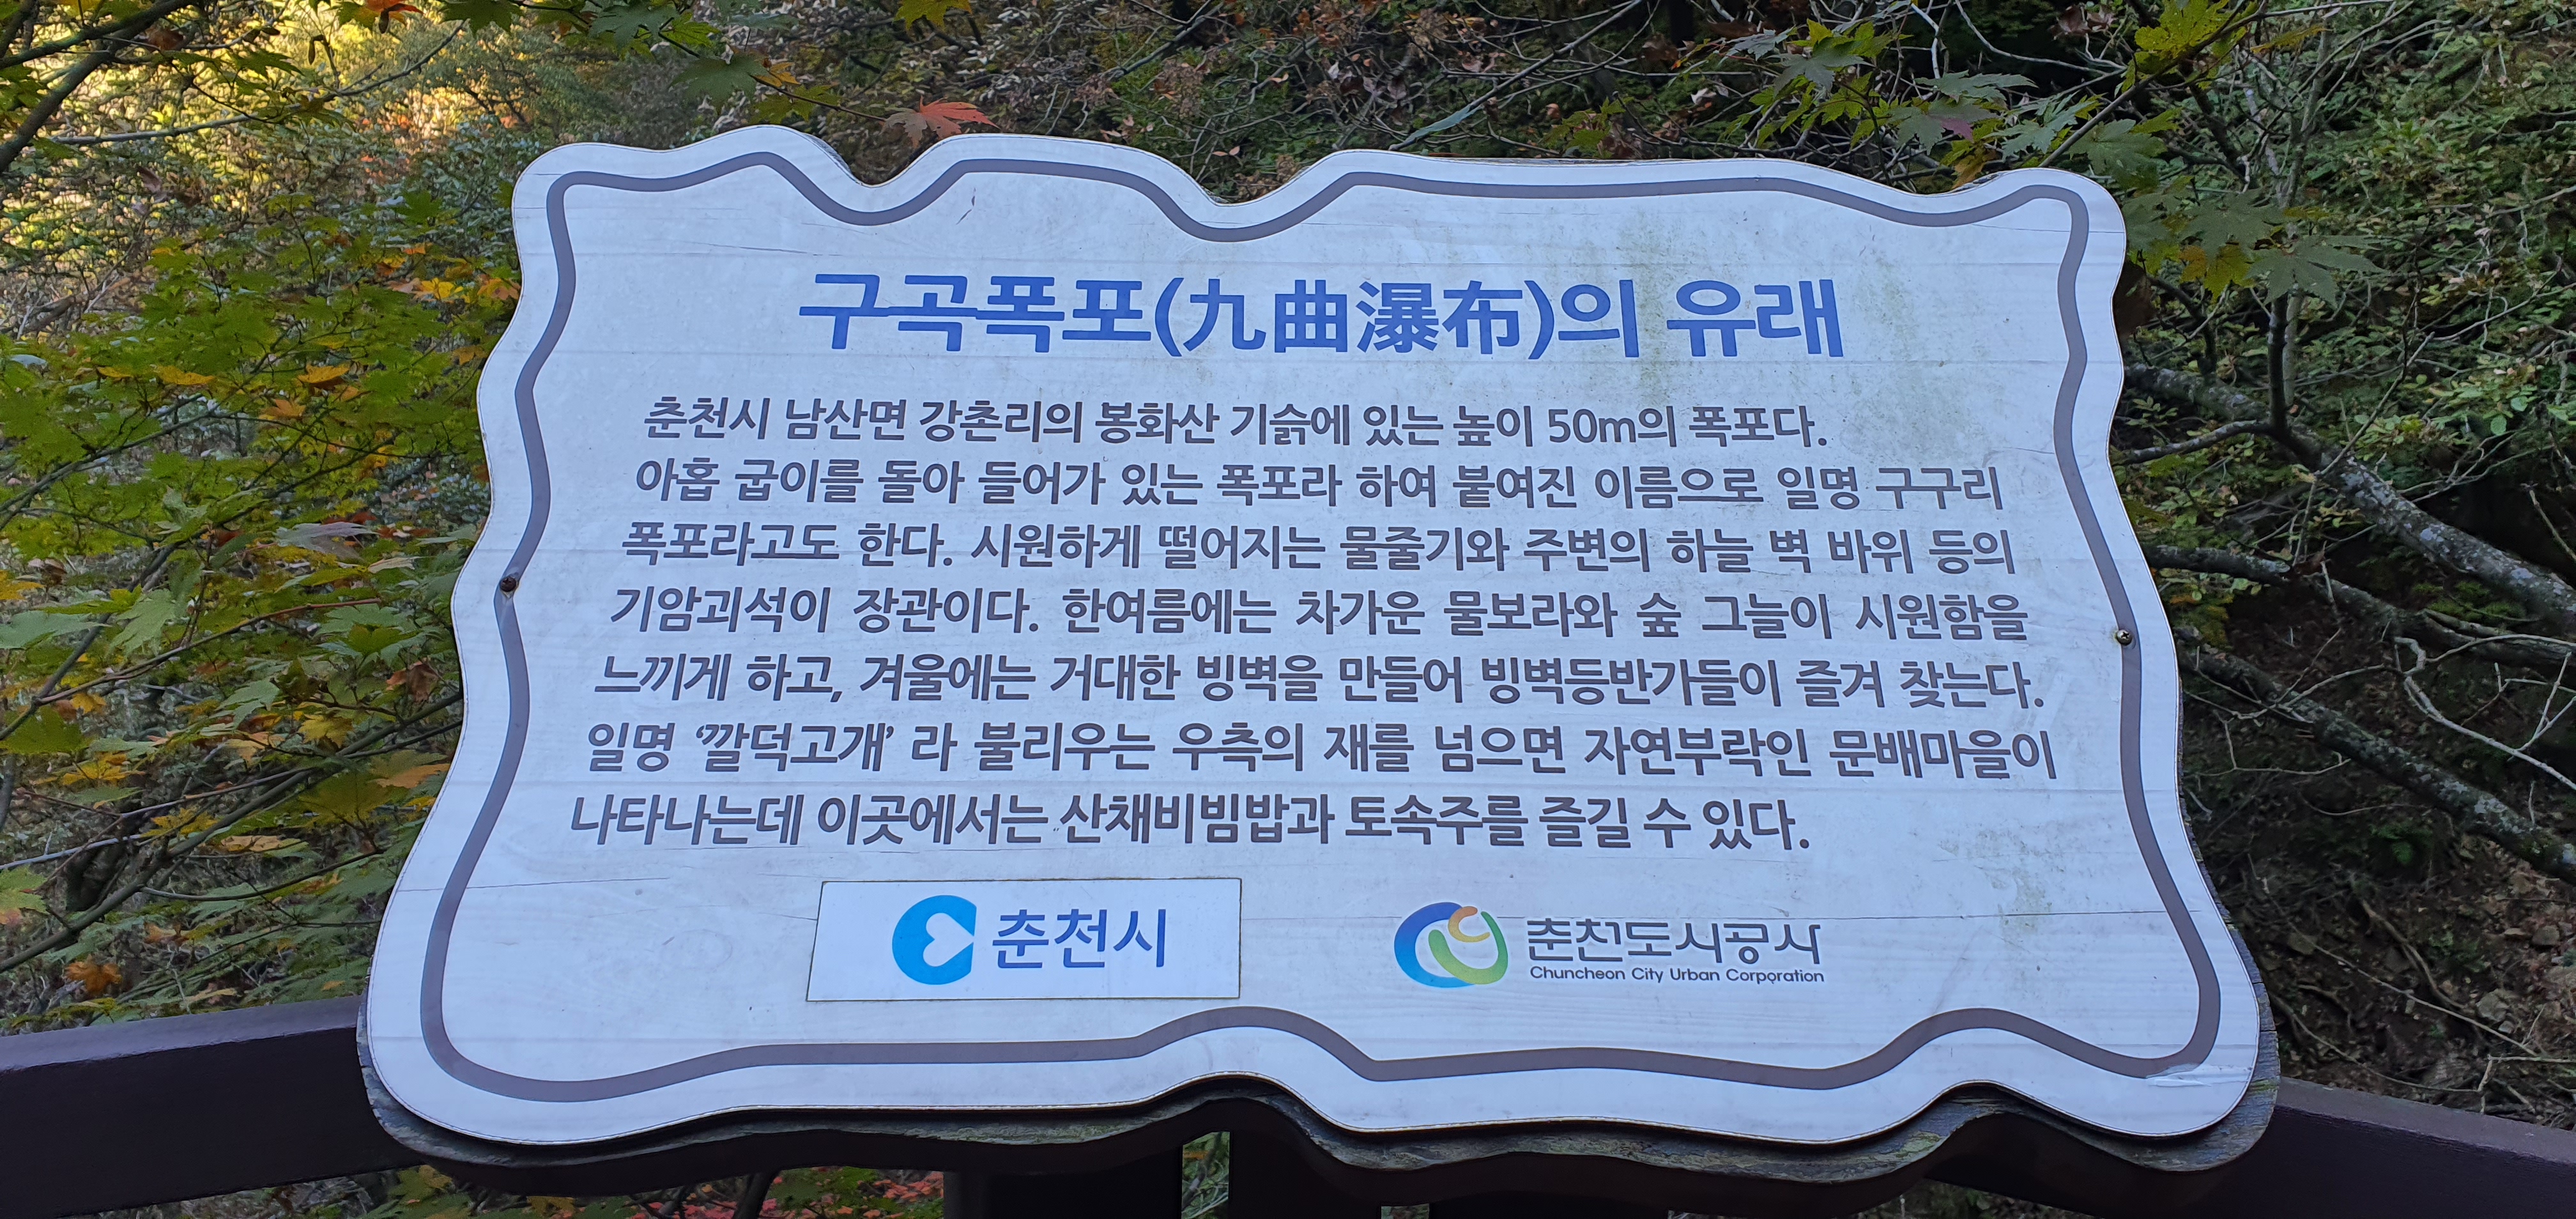 구곡폭포(九曲瀑布)의 유래
춘천시 남산면 강촌리의 봉화산 기슭에 있는 높이 50m의 폭포다.
아홉 굽이를 돌아 들어가 있는 폭포라 하여 붙여진 이름으로 일명 구구리
폭포라고도 한다. 시원하게 떨어지는 물줄기와 주변의 하늘 벽 바위 등의
기암괴석이 장관이다. 한여름에는 차가운 물보라와 숲 그늘이 시원함을
느끼게 하고, 겨울에는 거대한 빙벽을 만들어 빙벽등반가들이 즐겨 찾는다.
일명 ‘깔덕고개’ 라 불리우는 우측의 재를 넘으면 자연부락인 문배마을이
나타나는데 이곳에서는 산채비빔밥과 토속주를 즐길 수 있다.
춘천시
춘천도시공사
Chuncheon City Urban Corporation